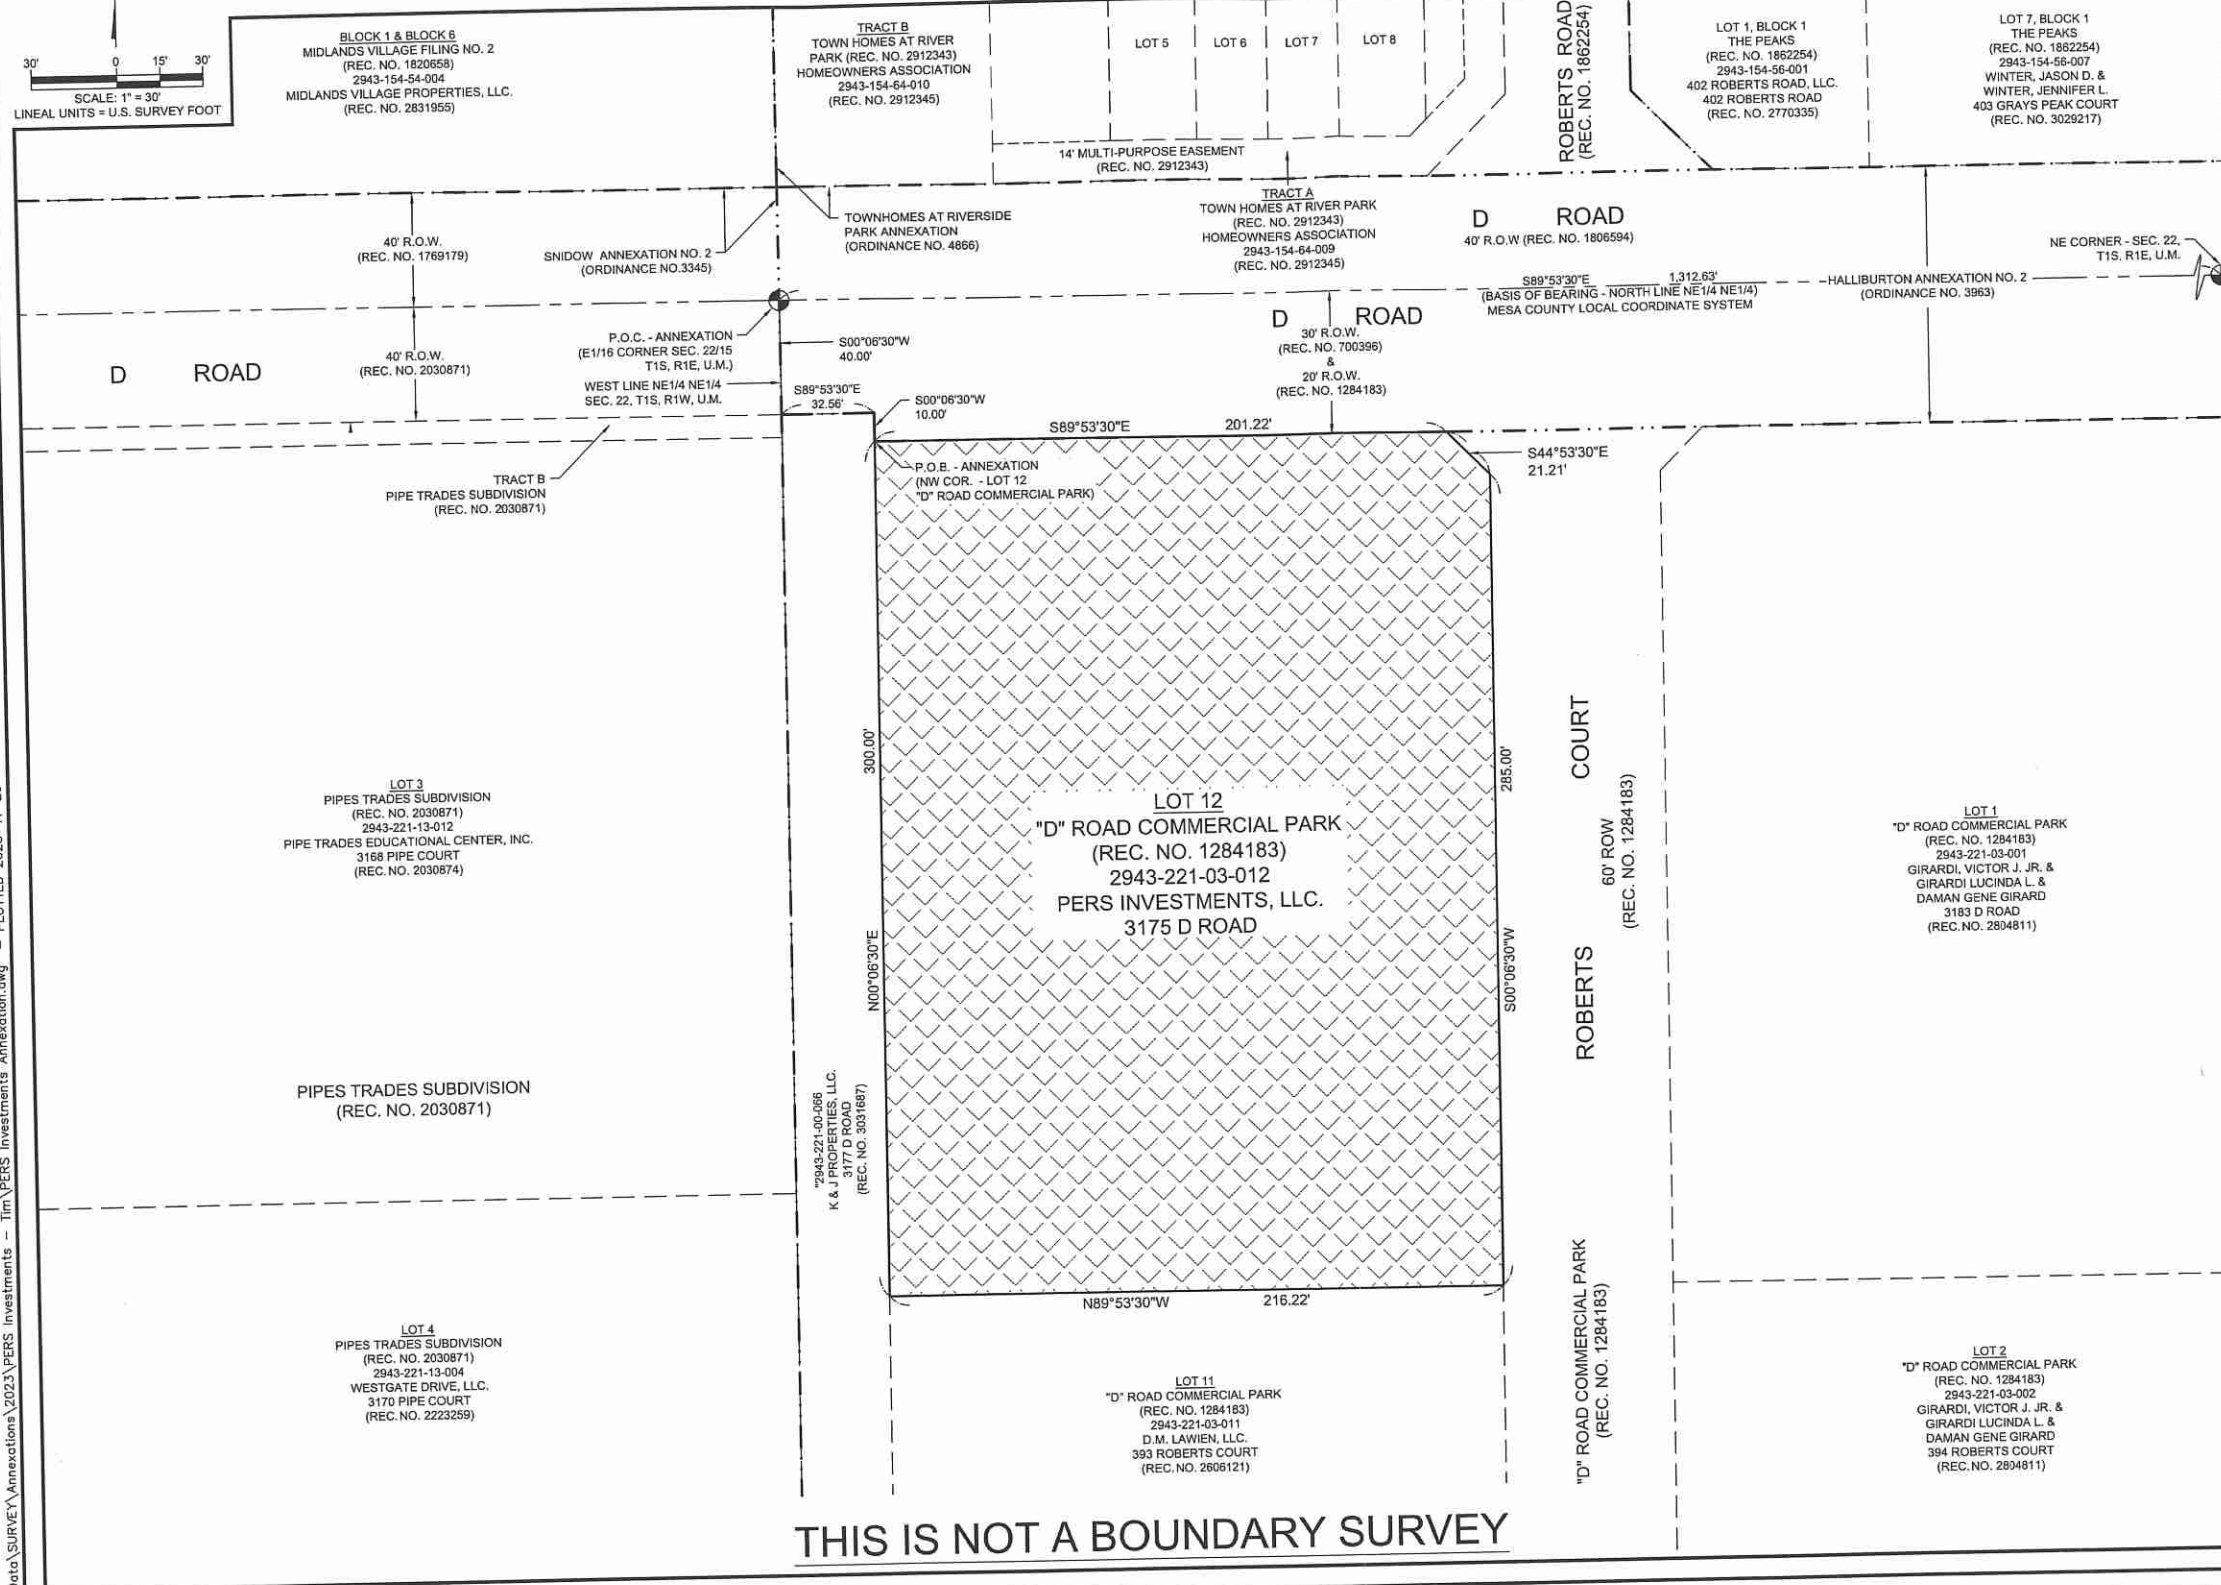 30' 0 15' 30'
SCALE: 1" = 30'
LINEAL UNITS = U.S. SURVEY FOOT
BLOCK 1 & BLOCK 6
MIDLANDS VILLAGE FILING NO. 2
(REC. NO. 1820658)
2943-154-54-004
MIDLANDS VILLAGE PROPERTIES, LLC.
(REC. NO. 2831955)
TRACT B
TOWN HOMES AT RIVER
PARK (REC. NO. 2912343)
HOMEOWNERS ASSOCIATION
2943-154-64-010
(REC. NO. 2912345)
LOT 5
LOT 6
LOT 7
LOT 8
14' MULTI-PURPOSE EASEMENT
(REC. NO. 2912343)
ROBERTS ROAD
(REC. NO. 1862254)
LOT 1, BLOCK 1
THE PEAKS
(REC. NO. 1862254)
2943-154-56-001
402 ROBERTS ROAD, LLC.
402 ROBERTS ROAD
(REC. NO. 2770335)
LOT 7, BLOCK 1
THE PEAKS
(REC. NO. 1862254)
2943-154-56-007
WINTER, JASON D. &
WINTER, JENNIFER L.
403 GRAYS PEAK COURT
(REC. NO. 3029217)
40' R.O.W.
(REC. NO. 1769179)
SNIDOW ANNEXATION NO. 2
(ORDINANCE NO.3345)
TOWNHOMES AT RIVERSIDE
PARK ANNEXATION
(ORDINANCE NO. 4866)
TRACT A
TOWN HOMES AT RIVER PARK
(REC. NO. 2912343)
HOMEOWNERS ASSOCIATION
2943-154-64-009
(REC. NO. 2912345)
D ROAD
40' R.O.W (REC. NO. 1806594)
NE CORNER - SEC. 22,
T1S, R1E, U.M.
S89°53'30"E 1,312.63'
(BASIS OF BEARING - NORTH LINE NE1/4 NE1/4)
MESA COUNTY LOCAL COORDINATE SYSTEM
HALLIBURTON ANNEXATION NO. 2
(ORDINANCE NO. 3963)
D ROAD
40' R.O.W.
(REC. NO. 2030871)
P.O.C. - ANNEXATION
(E1/16 CORNER SEC. 22/15
T1S, R1E, U.M.)
WEST LINE NE1/4 NE1/4
SEC. 22, T1S, R1W, U.M.
S00°06'30"W
40.00'
D ROAD
30' R.O.W.
(REC. NO. 700396)
&
20' R.O.W.
(REC. NO. 1284183)
S89°53'30"E
32.56'
S00°06'30"W
10.00'
S89°53'30"E 201.22'
S44°53'30"E
21.21'
P.O.B. - ANNEXATION
(NW COR. - LOT 12
"D" ROAD COMMERCIAL PARK)
TRACT B
PIPE TRADES SUBDIVISION
(REC. NO. 2030871)
LOT 3
PIPES TRADES SUBDIVISION
(REC. NO. 2030871)
2943-221-13-012
PIPE TRADES EDUCATIONAL CENTER, INC.
3168 PIPE COURT
(REC. NO. 2030874)
N00°06'30"E 300.00'
LOT 12
"D" ROAD COMMERCIAL PARK
(REC. NO. 1284183)
2943-221-03-012
PERS INVESTMENTS, LLC.
3175 D ROAD
S00°06'30"W 285.00'
ROBERTS COURT
60' ROW
(REC. NO. 1284183)
LOT 1
"D" ROAD COMMERCIAL PARK
(REC. NO. 1284183)
2943-221-03-001
GIRARDI, VICTOR J. JR. &
GIRARDI LUCINDA L. &
DAMAN GENE GIRARD
3183 D ROAD
(REC. NO. 2804811)
PIPES TRADES SUBDIVISION
(REC. NO. 2030871)
"2943-221-00-066
K & J PROPERTIES, LLC.
3177 D ROAD
(REC. NO. 3031687)
N89°53'30"W 216.22'
LOT 4
PIPES TRADES SUBDIVISION
(REC. NO. 2030871)
2943-221-13-004
WESTGATE DRIVE, LLC.
3170 PIPE COURT
(REC. NO. 2223259)
LOT 11
"D" ROAD COMMERCIAL PARK
(REC. NO. 1284183)
2943-221-03-011
D.M. LAWIEN, LLC.
393 ROBERTS COURT
(REC. NO. 2606121)
"D" ROAD COMMERCIAL PARK
(REC. NO. 1284183)
LOT 2
"D" ROAD COMMERCIAL PARK
(REC. NO. 1284183)
2943-221-03-002
GIRARDI, VICTOR J. JR. &
GIRARDI LUCINDA L. &
DAMAN GENE GIRARD
394 ROBERTS COURT
(REC. NO. 2804811)
THIS IS NOT A BOUNDARY SURVEY
\SURVEY\Annexations\2023\PERS Investments - Tim\PERS Investments Annexation.dwg